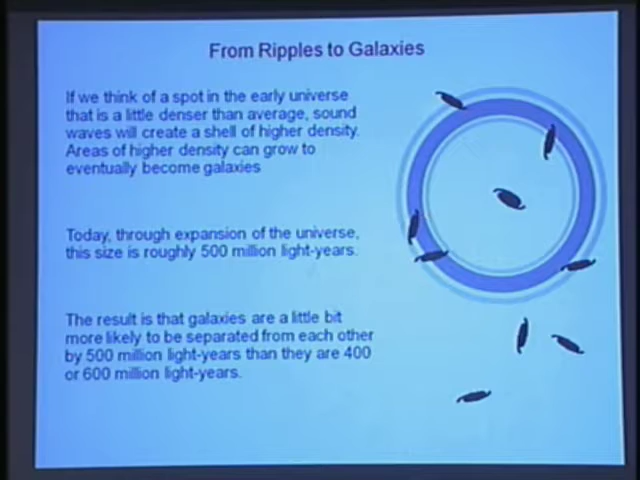 From Ripples to Galaxies
If we think of a spot in the early universe
that is a little denser than average, sound
waves will create a shell of higher density.
Areas of higher density can grow to
eventually become galaxies
Today, through expansion of the universe,
this size is roughly 500 million light-years.
The result is that galaxies are a little bit
more likely to be separated from each other
by 500 million light-years than they are 400
or 600 million light-years.